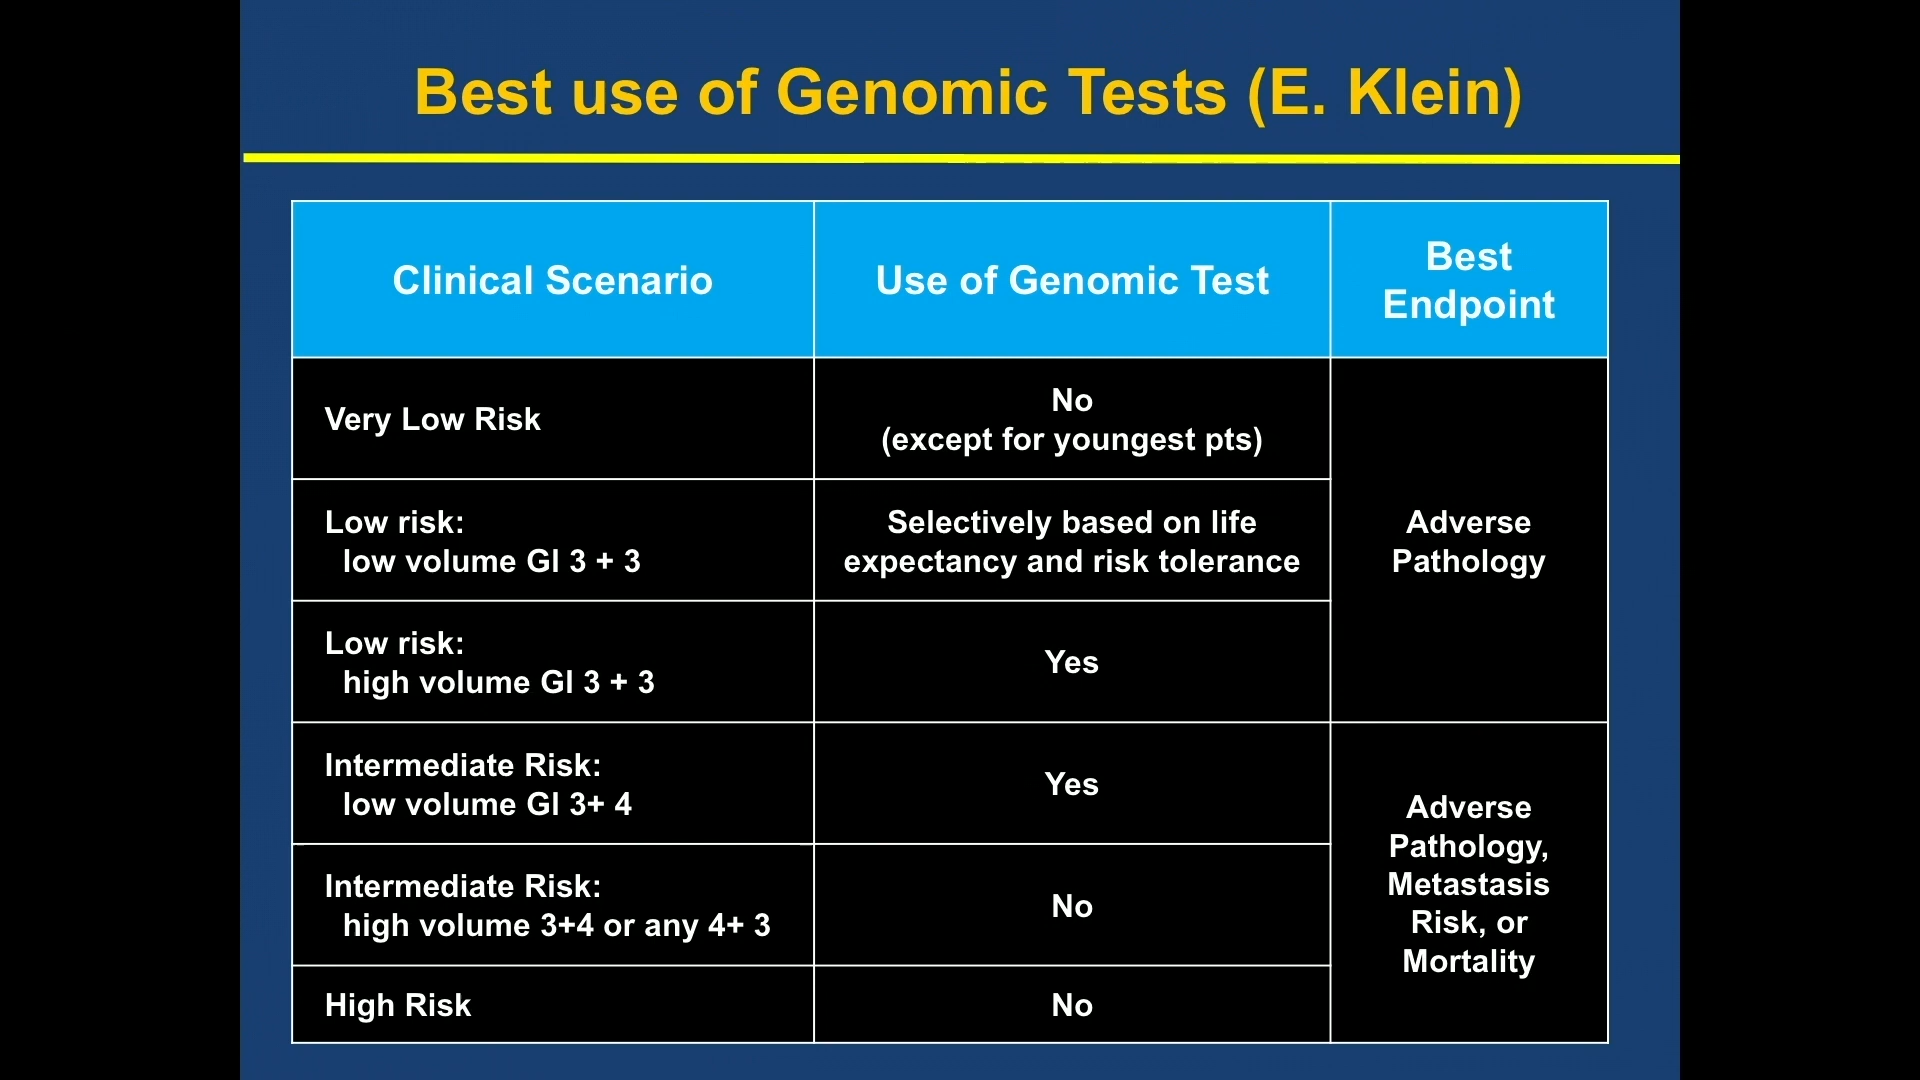 Best use of Genomic Tests (E. Klein)
Clinical Scenario
Use of Genomic Test
Best
Endpoint
Very Low Risk
No
(except for youngest pts)
Low risk:
low volume Gl 3 + 3
Selectively based on life
expectancy and risk tolerance
Adverse
Pathology
Low risk:
high volume Gl 3 + 3
Yes
Intermediate Risk:
low volume Gl 3+ 4
Yes
Intermediate Risk:
high volume 3+4 or any 4+ 3
No
Adverse
Pathology,
Metastasis
Risk, or
Mortality
High Risk
No